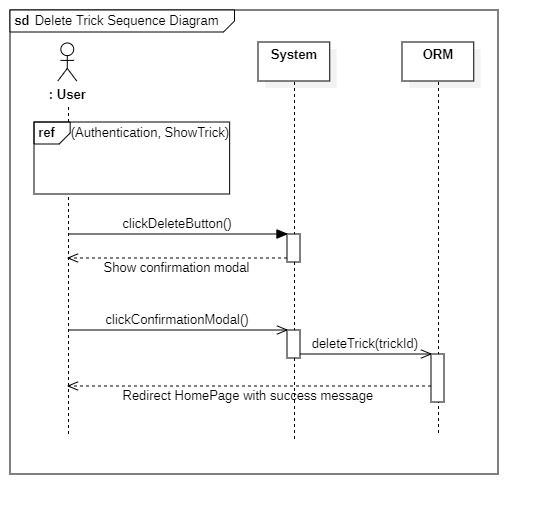 sd Delete Trick Sequence Diagram
System
ORM
: User
ref (Authentication, ShowTrick)
clickDeleteButton()
Show confirmation modal
clickConfirmationModal()
deleteTrick(trickId)
Redirect HomePage with success message